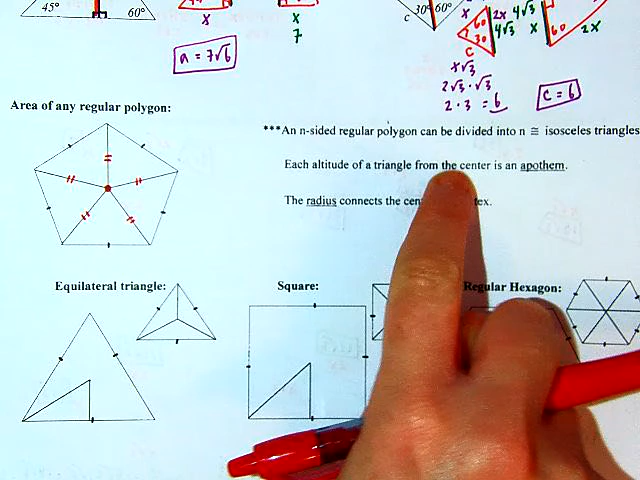 45° 60°
x
x
7
a = 7√6
30° 60°
c
x
60
30
c
2x
4√3
4√3
x
60
2x
x√3
2√3 · √3
2 · 3 = 6
c = 6
Area of any regular polygon:
***An n-sided regular polygon can be divided into n ≅ isosceles triangles
Each altitude of a triangle from the center is an apothem.
The radius connects the
Equilateral triangle:
Square:
Regular Hexagon: